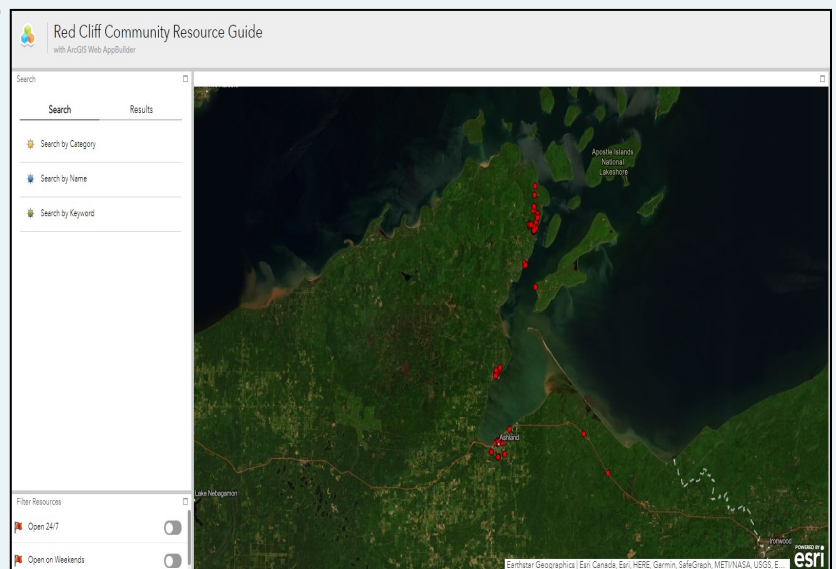 Red Cliff Community Resource Guide
with ArcGIS Web AppBuilder
Search
Search Results
Search by Category
Search by Name
Search by Keyword
Filter Resources
Open 24/7
Open on Weekends
Apostle Islands
National
Lakeshore
Ashland
Lake Nebagamon
Ironwood
POWERED BY
esri
Earthstar Geographics | Esri Canada, Esri, HERE, Garmin, SafeGraph, METI/NASA, USGS, E...